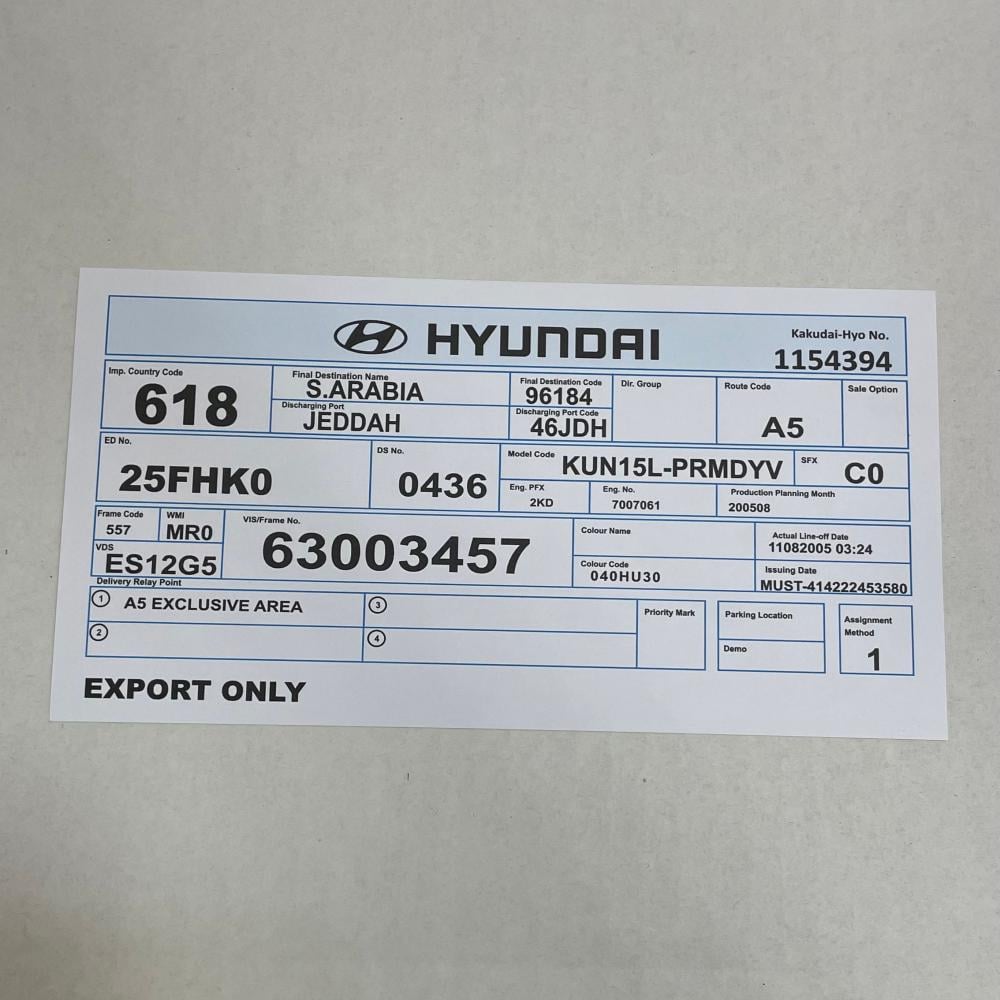 HYUNDAI
Kakudai-Hyo No.
1154394
Imp. Country Code
618
Final Destination Name
S.ARABIA
Discharging Port
JEDDAH
Final Destination Code
96184
Discharging Port Code
46JDH
Dir. Group
Route Code
A5
Sale Option
ED No.
25FHK0
DS No.
0436
Model Code KUN15L-PRMDYV
SFX C0
Eng. PFX
2KD
Eng. No.
7007061
Production Planning Month
200508
Frame Code
557
WMI
MR0
VDS
ES12G5
VIS/Frame No.
63003457
Colour Name
Colour Code
040HU30
Actual Line-off Date
11082005 03:24
Issuing Date
MUST-414222453580
Delivery Relay Point
1 A5 EXCLUSIVE AREA
2
3
4
Priority Mark
Parking Location
Demo
Assignment
Method
1
EXPORT ONLY